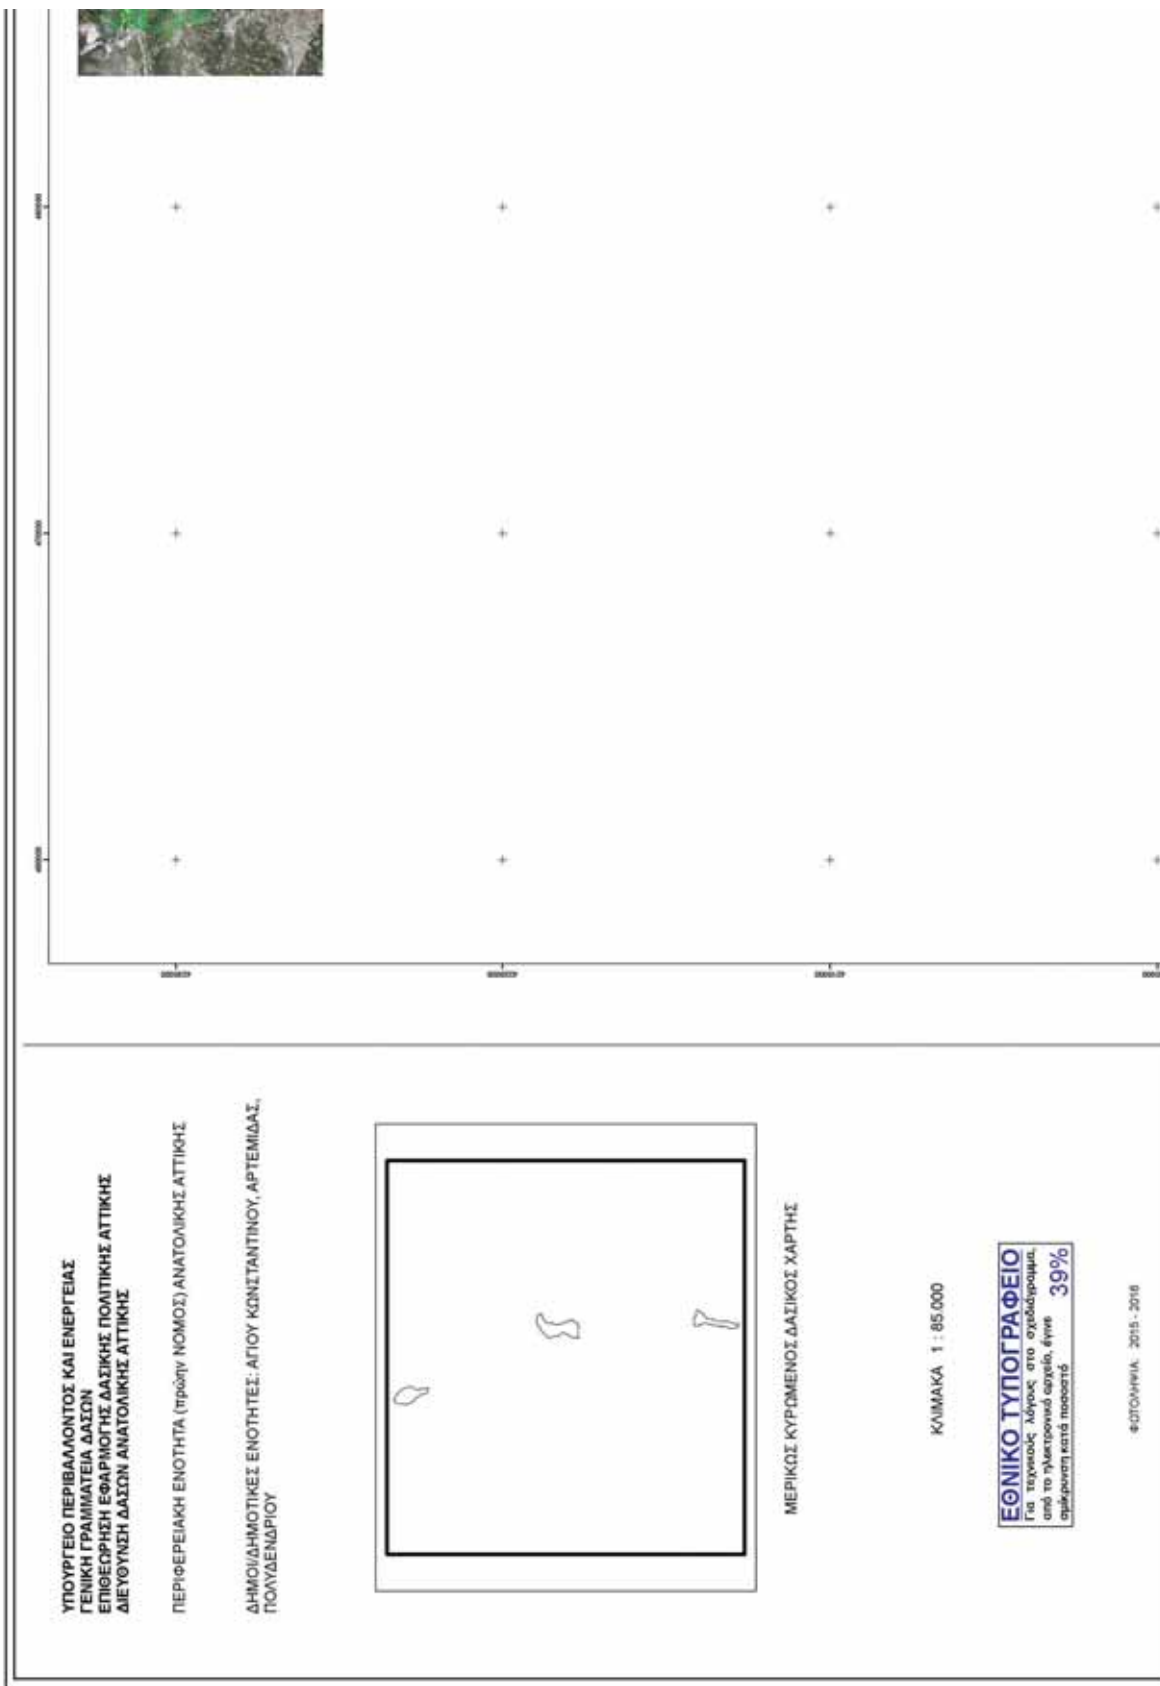 ΥΠΟΥΡΓΕΙΟ ΠΕΡΙΒΑΛΛΟΝΤΟΣ ΚΑΙ ΕΝΕΡΓΕΙΑΣ
ΓΕΝΙΚΗ ΓΡΑΜΜΑΤΕΙΑ ΔΑΣΩΝ
ΕΠΙΘΕΩΡΗΣΗ ΕΦΑΡΜΟΓΗΣ ΔΑΣΙΚΗΣ ΠΟΛΙΤΙΚΗΣ ΑΤΤΙΚΗΣ
ΔΙΕΥΘΥΝΣΗ ΔΑΣΩΝ ΑΝΑΤΟΛΙΚΗΣ ΑΤΤΙΚΗΣ
ΠΕΡΙΦΕΡΕΙΑΚΗ ΕΝΟΤΗΤΑ (πρώην ΝΟΜΟΣ) ΑΝΑΤΟΛΙΚΗΣ ΑΤΤΙΚΗΣ
ΔΗΜΟΙ/ΔΗΜΟΤΙΚΕΣ ΕΝΟΤΗΤΕΣ: ΑΓΙΟΥ ΚΩΝΣΤΑΝΤΙΝΟΥ, ΑΡΤΕΜΙΔΑΣ,
ΠΟΛΥΔΕΝΔΡΙΟΥ
ΜΕΡΙΚΩΣ ΚΥΡΩΜΕΝΟΣ ΔΑΣΙΚΟΣ ΧΑΡΤΗΣ
ΚΛΙΜΑΚΑ 1 : 85.000
ΕΘΝΙΚΟ ΤΥΠΟΓΡΑΦΕΙΟ
Για τεχνικούς λόγους στο σχεδιάγραμμα,
από το ηλεκτρονικό αρχείο, έγινε
σμίκρυνση κατά ποσοστό 39%
ΦΩΤΟΛΗΨΙΑ: 2015 - 2016